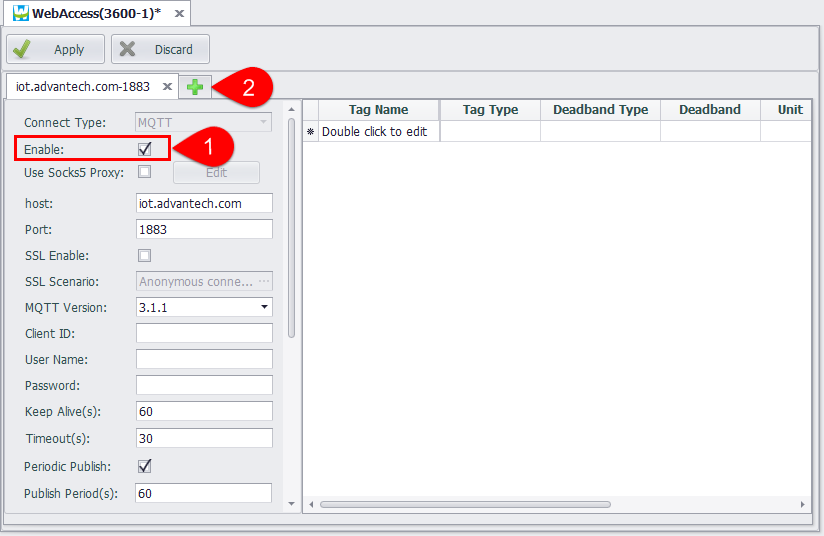 WebAccess(3600-1)*
Apply Discard
iot.advantech.com-1883
2
Tag Name Tag Type Deadband Type Deadband Unit
Double click to edit
Connect Type: MQTT
Enable:
1
Use Socks5 Proxy: Edit
host: iot.advantech.com
Port: 1883
SSL Enable:
SSL Scenario: Anonymous conne... ...
MQTT Version: 3.1.1
Client ID:
User Name:
Password:
Keep Alive(s): 60
Timeout(s): 30
Periodic Publish:
Publish Period(s): 60